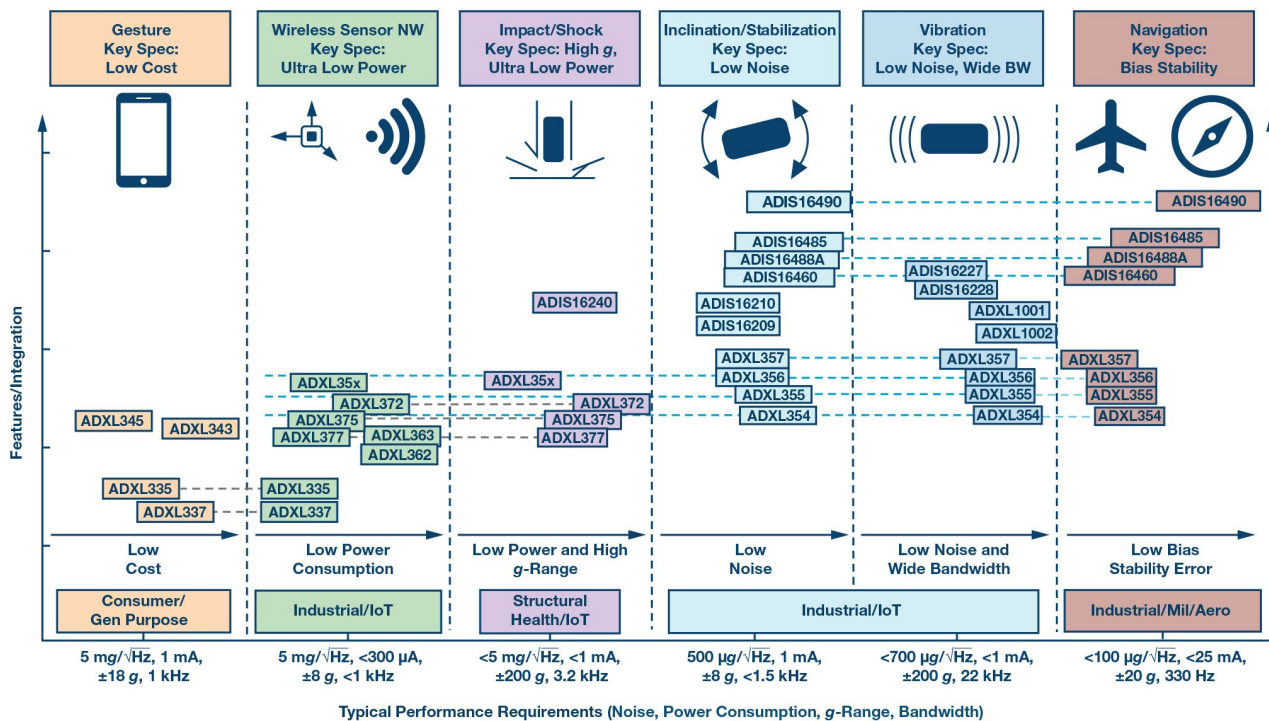 Gesture
Key Spec:
Low Cost
Wireless Sensor NW
Key Spec:
Ultra Low Power
Impact/Shock
Key Spec: High g,
Ultra Low Power
Inclination/Stabilization
Key Spec:
Low Noise
Vibration
Key Spec:
Low Noise, Wide BW
Navigation
Key Spec:
Bias Stability
Features/Integration
ADXL345
ADXL343
ADXL335
ADXL337
ADXL35x
ADXL372
ADXL375
ADXL377
ADXL363
ADXL362
ADXL335
ADXL337
ADIS16240
ADXL35x
ADXL372
ADXL375
ADXL377
ADIS16490
ADIS16485
ADIS16488A
ADIS16460
ADIS16210
ADIS16209
ADXL357
ADXL356
ADXL355
ADXL354
ADIS16227
ADIS16228
ADXL1001
ADXL1002
ADXL357
ADXL356
ADXL355
ADXL354
ADIS16490
ADIS16485
ADIS16488A
ADIS16460
ADXL357
ADXL356
ADXL355
ADXL354
Low
Cost
Low Power
Consumption
Low Power and High
g-Range
Low
Noise
Low Noise and
Wide Bandwidth
Low Bias
Stability Error
Consumer/
Gen Purpose
Industrial/IoT
Structural
Health/IoT
Industrial/IoT
Industrial/Mil/Aero
5 mg/√Hz, 1 mA,
±18 g, 1 kHz
5 mg/√Hz, <300 µA,
±8 g, <1 kHz
<5 mg/√Hz, <1 mA,
±200 g, 3.2 kHz
500 µg/√Hz, 1 mA,
±8 g, <1.5 kHz
<700 µg/√Hz, <1 mA,
±200 g, 22 kHz
<100 µg/√Hz, <25 mA,
±20 g, 330 Hz
Typical Performance Requirements (Noise, Power Consumption, g-Range, Bandwidth)